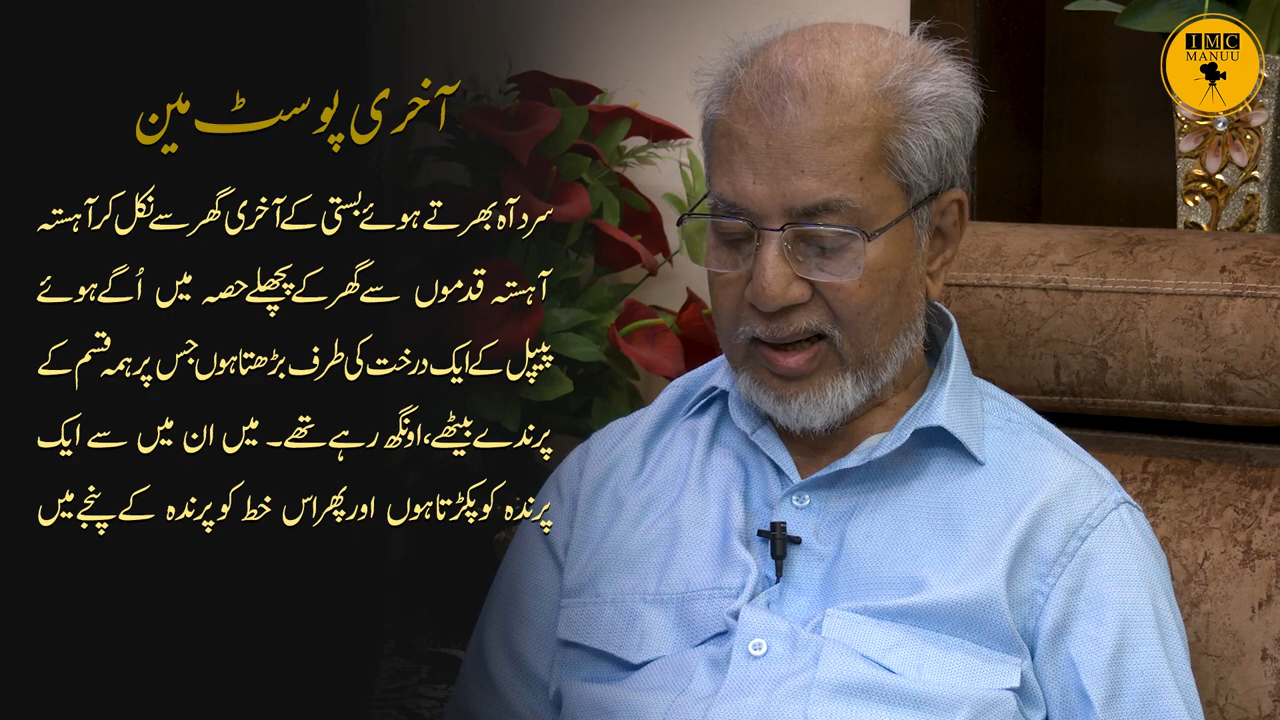 آخری پوسٹ مین
سرد آہ بھرتے ہوئے بستی کے آخری گھر سے نکل کر آہستہ
آہستہ قدموں سے گھر کے پچھلے حصہ میں اُگے ہوئے
پیپل کے ایک درخت کی طرف بڑھتا ہوں جس پر ہمہ قسم کے
پرندے بیٹھے، اونگھ رہے تھے۔ میں ان میں سے ایک
پرندہ کو پکڑتا ہوں اور پھر اس خط کو پرندہ کے پنجے میں
IMC
MANUU